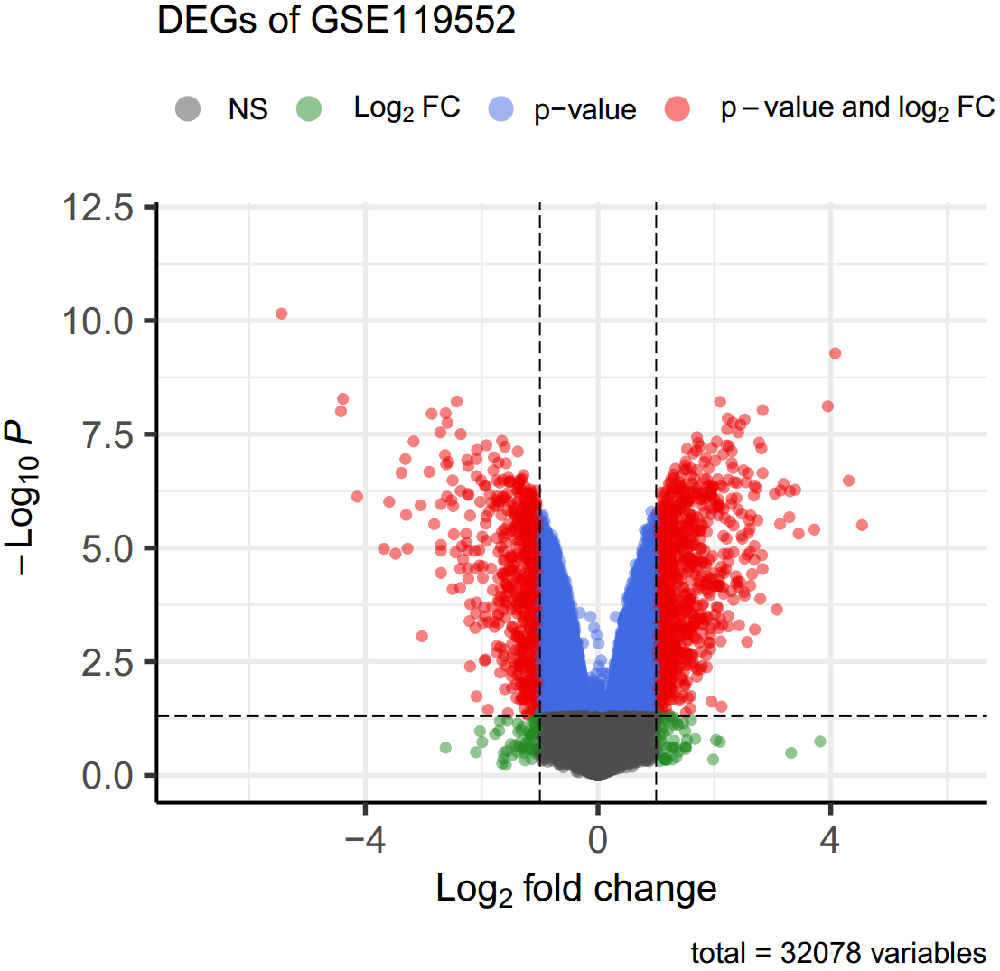 DEGs of GSE119552
NS Log₂ FC p−value p − value and log₂ FC
12.5
10.0
7.5
5.0
2.5
0.0
−Log₁₀ P
−4 0 4
Log₂ fold change
total = 32078 variables